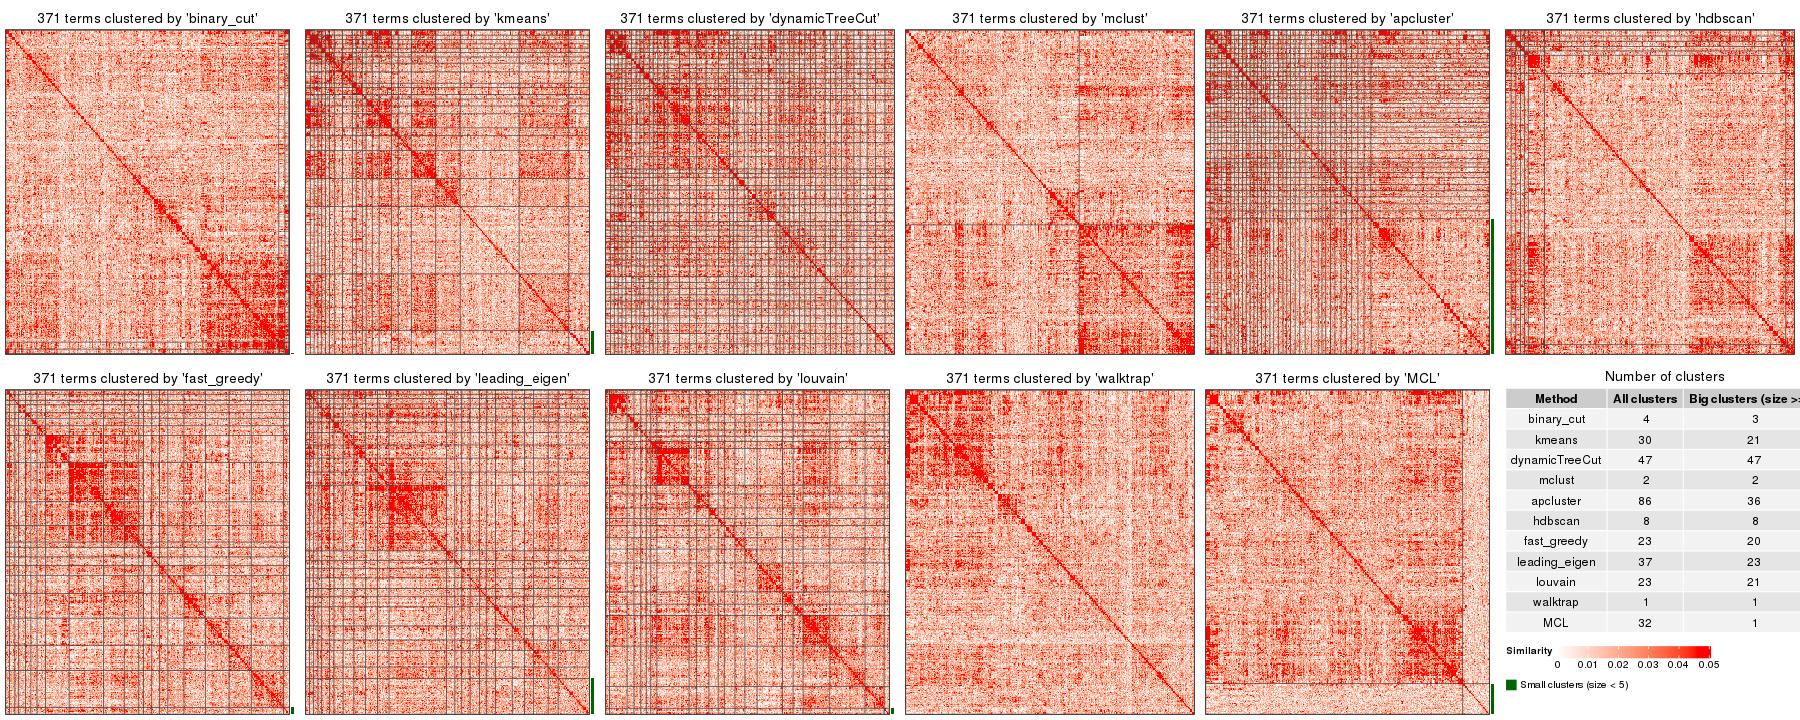 371 terms clustered by 'binary_cut'
371 terms clustered by 'kmeans'
371 terms clustered by 'dynamicTreeCut'
371 terms clustered by 'mclust'
371 terms clustered by 'apcluster'
371 terms clustered by 'hdbscan'
371 terms clustered by 'fast_greedy'
371 terms clustered by 'leading_eigen'
371 terms clustered by 'louvain'
371 terms clustered by 'walktrap'
371 terms clustered by 'MCL'
Number of clusters
Method All clusters Big clusters (size >=
binary_cut 4 3
kmeans 30 21
dynamicTreeCut 47 47
mclust 2 2
apcluster 86 36
hdbscan 8 8
fast_greedy 23 20
leading_eigen 37 23
louvain 23 21
walktrap 1 1
MCL 32 1
Similarity
0 0.01 0.02 0.03 0.04 0.05
Small clusters (size < 5)